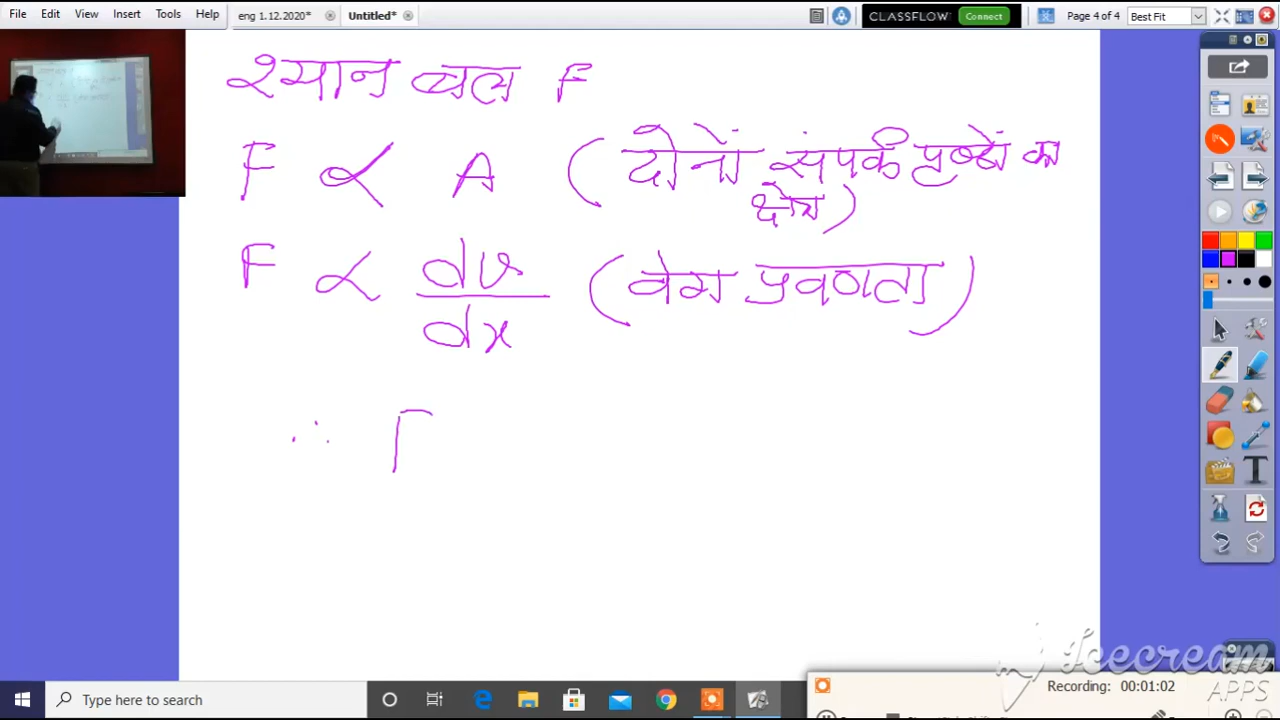 File Edit View Insert Tools Help eng 1.12.2020* Untitled* CLASSFLOW Connect Page 4 of 4 Best Fit
श्यान बल F
F ∝ A (दोनों संपर्क पृष्ठों का
क्षेत्र)
F ∝ dv/dx (वेग प्रवणता)
∴ Γ
T
Icecream
APPS
Recording: 00:01:02
Type here to search